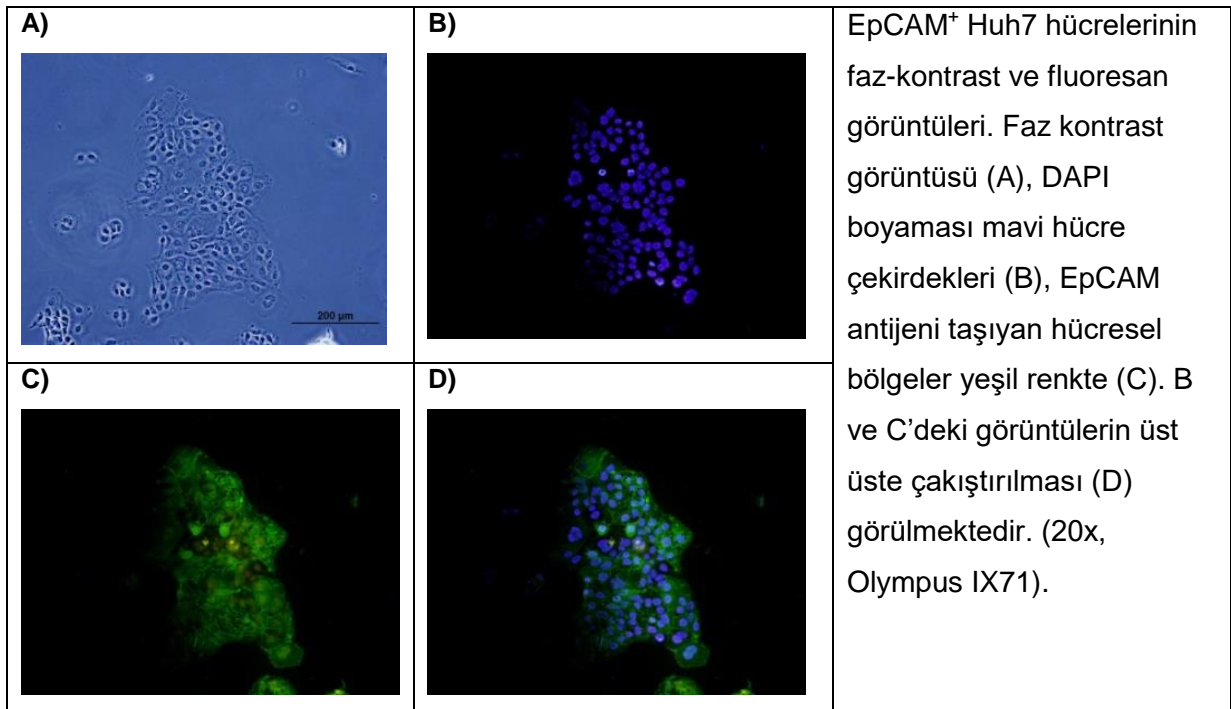 A)
B)
200 µm
C)
D)
EpCAM⁺ Huh7 hücrelerinin
faz-kontrast ve fluoresan
görüntüleri. Faz kontrast
görüntüsü (A), DAPI
boyaması mavi hücre
çekirdekleri (B), EpCAM
antijeni taşıyan hücresel
bölgeler yeşil renkte (C). B
ve C’deki görüntülerin üst
üste çakıştırılması (D)
görülmektedir. (20x,
Olympus IX71).